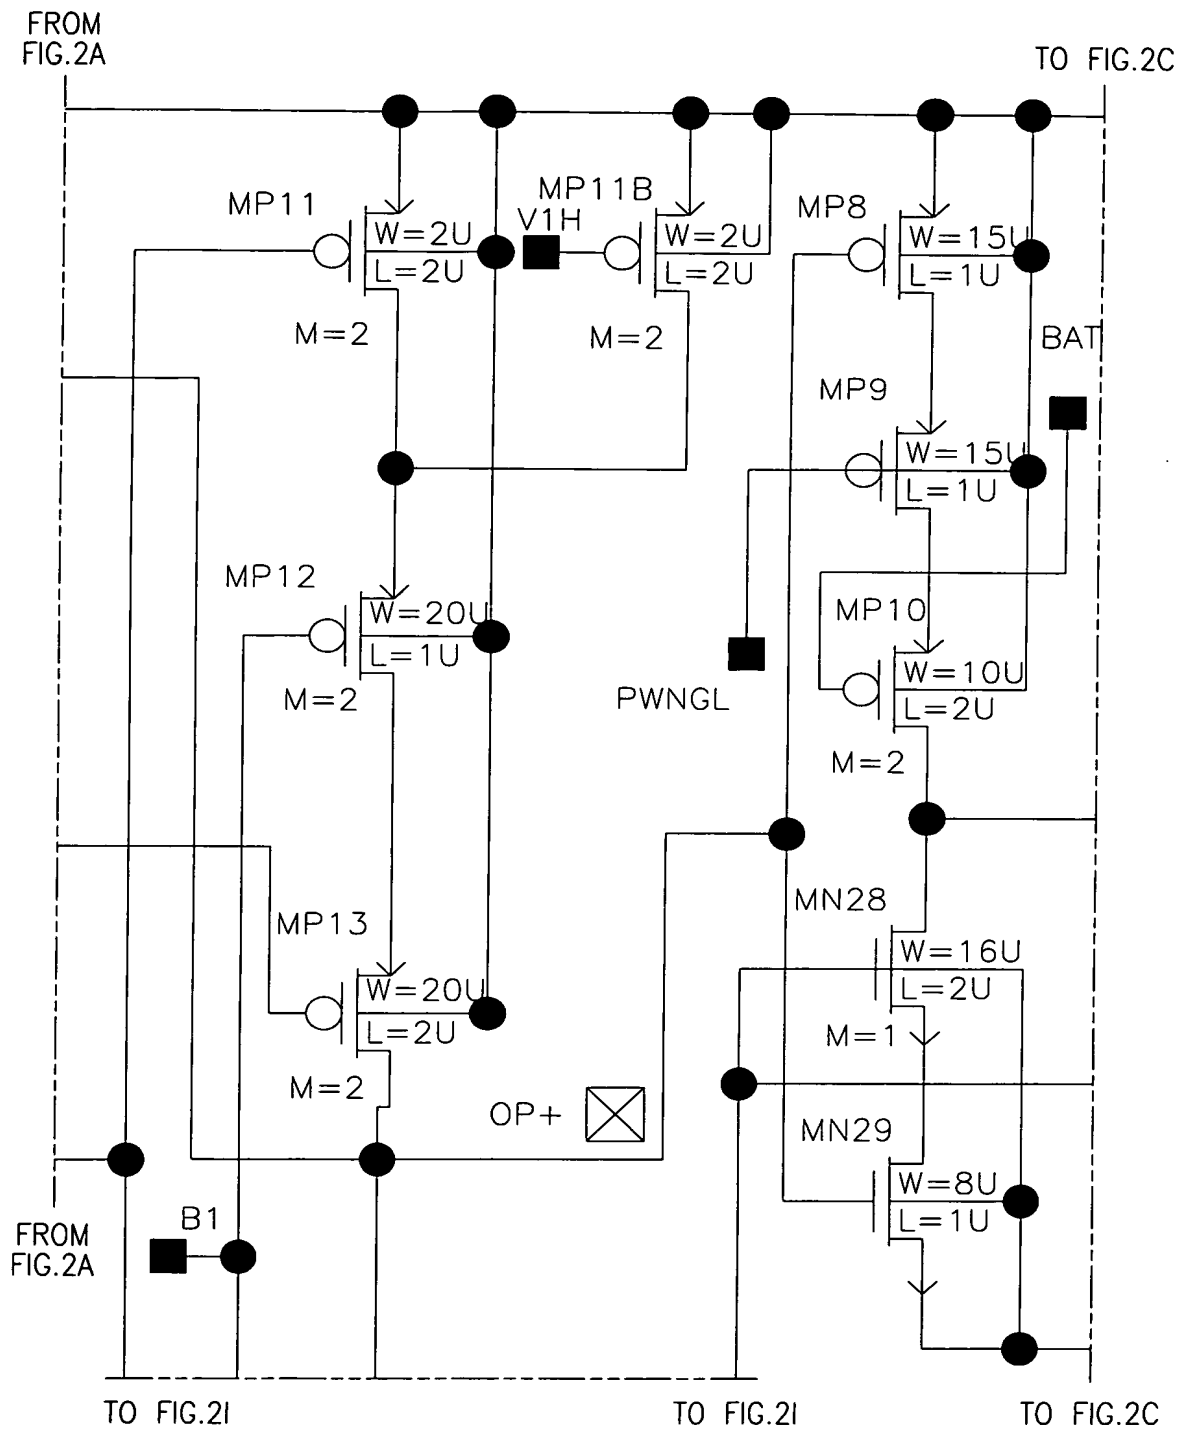 FROM
FIG.2A
TO FIG.2C
MP11
W=2U
L=2U
M=2
MP11B
V1H
W=2U
L=2U
M=2
MP8
W=15U
L=1U
BAT
MP9
W=15U
L=1U
MP12
W=20U
L=1U
M=2
MP10
W=10U
L=2U
M=2
PWNGL
MP13
W=20U
L=2U
M=2
MN28
W=16U
L=2U
M=1
OP+
MN29
W=8U
L=1U
B1
FROM
FIG.2A
TO FIG.2I
TO FIG.2I
TO FIG.2C